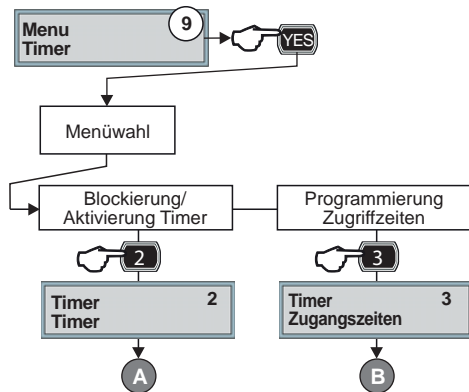 Menu 9
Timer
YES
Menüwahl
Blockierung/
Aktivierung Timer
Programmierung
Zugriffzeiten
2
3
Timer 2
Timer
Timer 3
Zugangszeiten
A
B